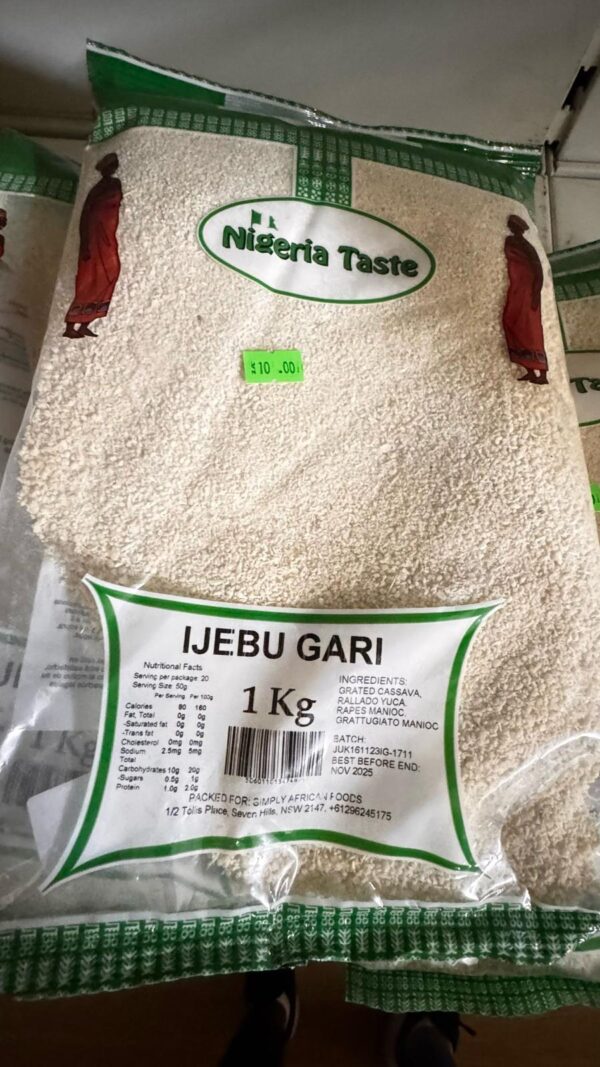 Nigeria Taste
$10.00
IJEBU GARI
Nutritional Facts
Serving per package 20
Serving Size 50g
Per Serving Per 100g
Calories 80 160
Fat, Total 0g 0g
-Saturated fat 0g 0g
-Trans fat 0g 0g
Cholesterol 0mg 0mg
Sodium 2.5mg 5mg
Total
Carbohydrates 10g 20g
-Sugars 0.5g 1g
Protein 1.0g 2.0g
1 Kg
INGREDIENTS:
GRATED CASSAVA,
RALLADO YUCA,
RAPES MANIOC,
GRATTUGIATO MANIOC
BATCH:
JUK161123IG-1711
BEST BEFORE END:
NOV 2025
PACKED FOR: SIMPLY AFRICAN FOODS
1/2 Tollis Place, Seven Hills, NSW 2147, +61296245175